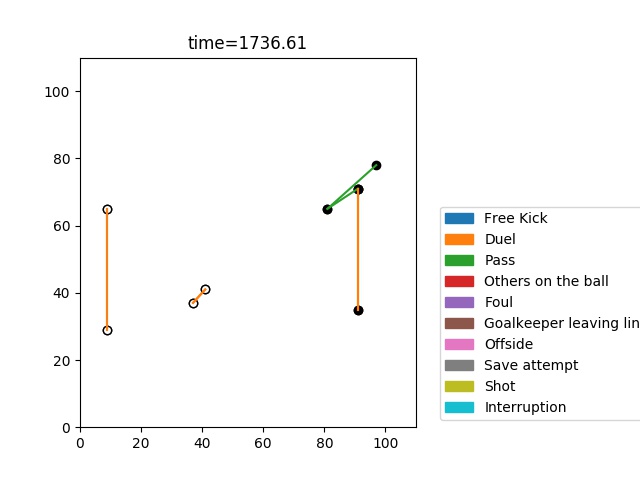 time=1736.61
100
80
60
40
20
0
0 20 40 60 80 100
Free Kick
Duel
Pass
Others on the ball
Foul
Goalkeeper leaving lin
Offside
Save attempt
Shot
Interruption